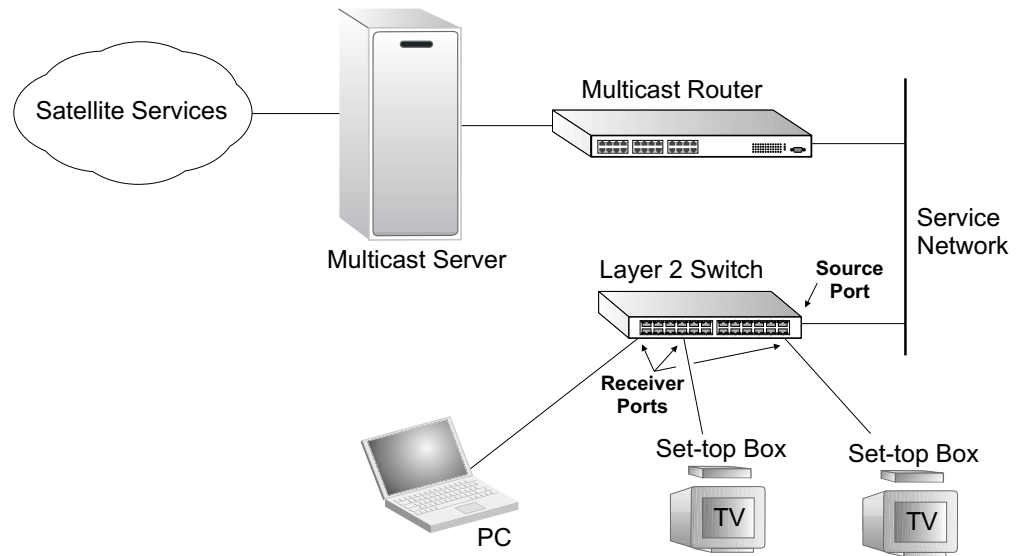 Satellite Services
Multicast Router
Service
Network
Multicast Server
Layer 2 Switch
Source
Port
Receiver
Ports
Set-top Box
Set-top Box
TV
TV
PC